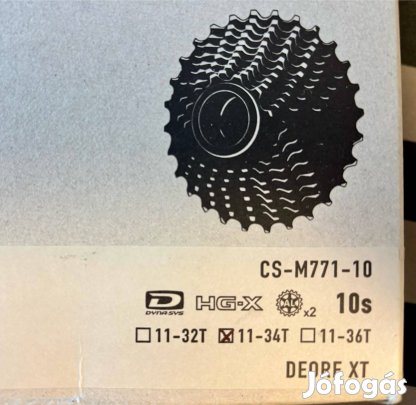 CS-M771-10
D DYNA-SYS HG-X x2 10s
☐11-32T ☒11-34T ☐11-36T
DEORE XT
Jófogás